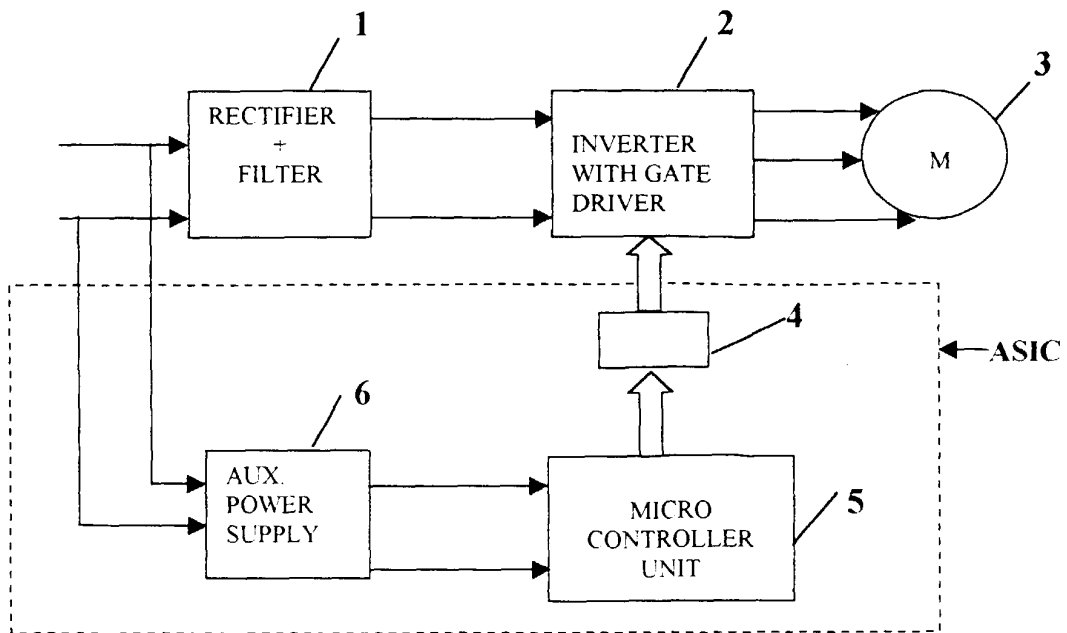 1
2
3
RECTIFIER
+
FILTER
INVERTER
WITH GATE
DRIVER
M
4
ASIC
6
AUX.
POWER
SUPPLY
MICRO
CONTROLLER
UNIT
5